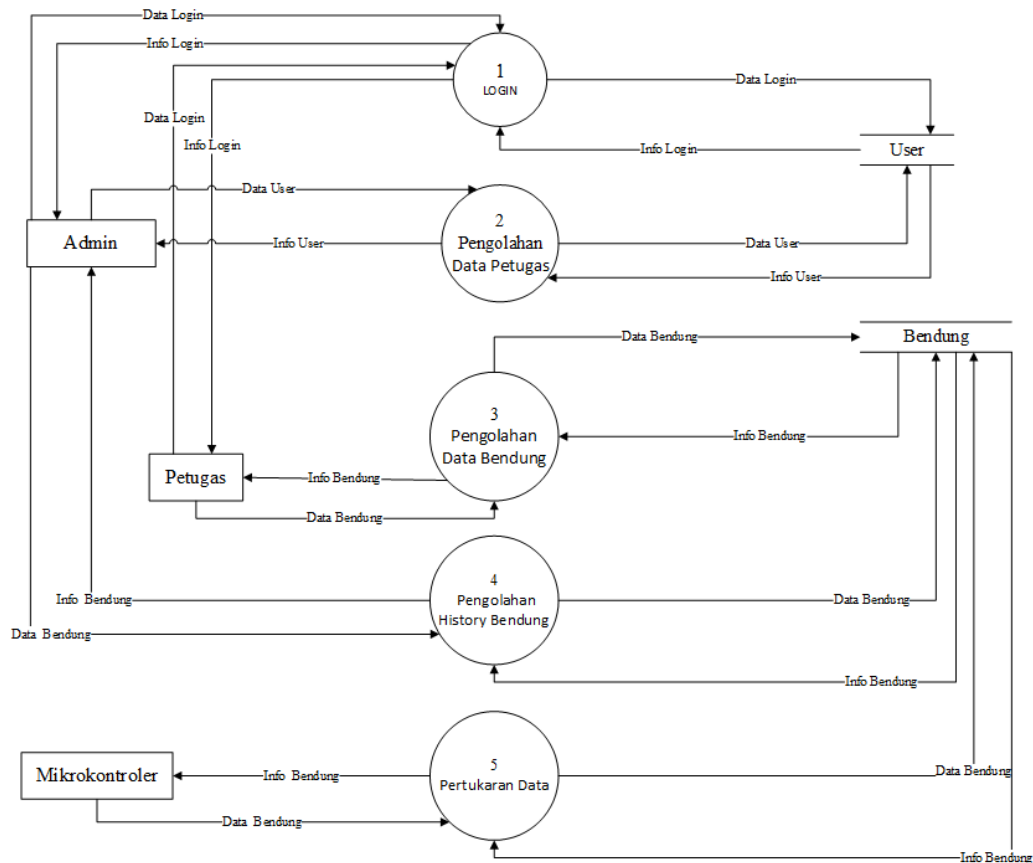 Data Login
Info Login
1
LOGIN
Data Login
Data Login
Info Login
Info Login
User
Data User
2
Pengolahan
Data Petugas
Admin
Info User
Data User
Info User
Data Bendung
Bendung
3
Pengolahan
Data Bendung
Info Bendung
Petugas
Info Bendung
Data Bendung
4
Pengolahan
History Bendung
Info Bendung
Data Bendung
Data Bendung
Info Bendung
Mikrokontroler
Info Bendung
5
Pertukaran Data
Data Bendung
Data Bendung
Info Bendung